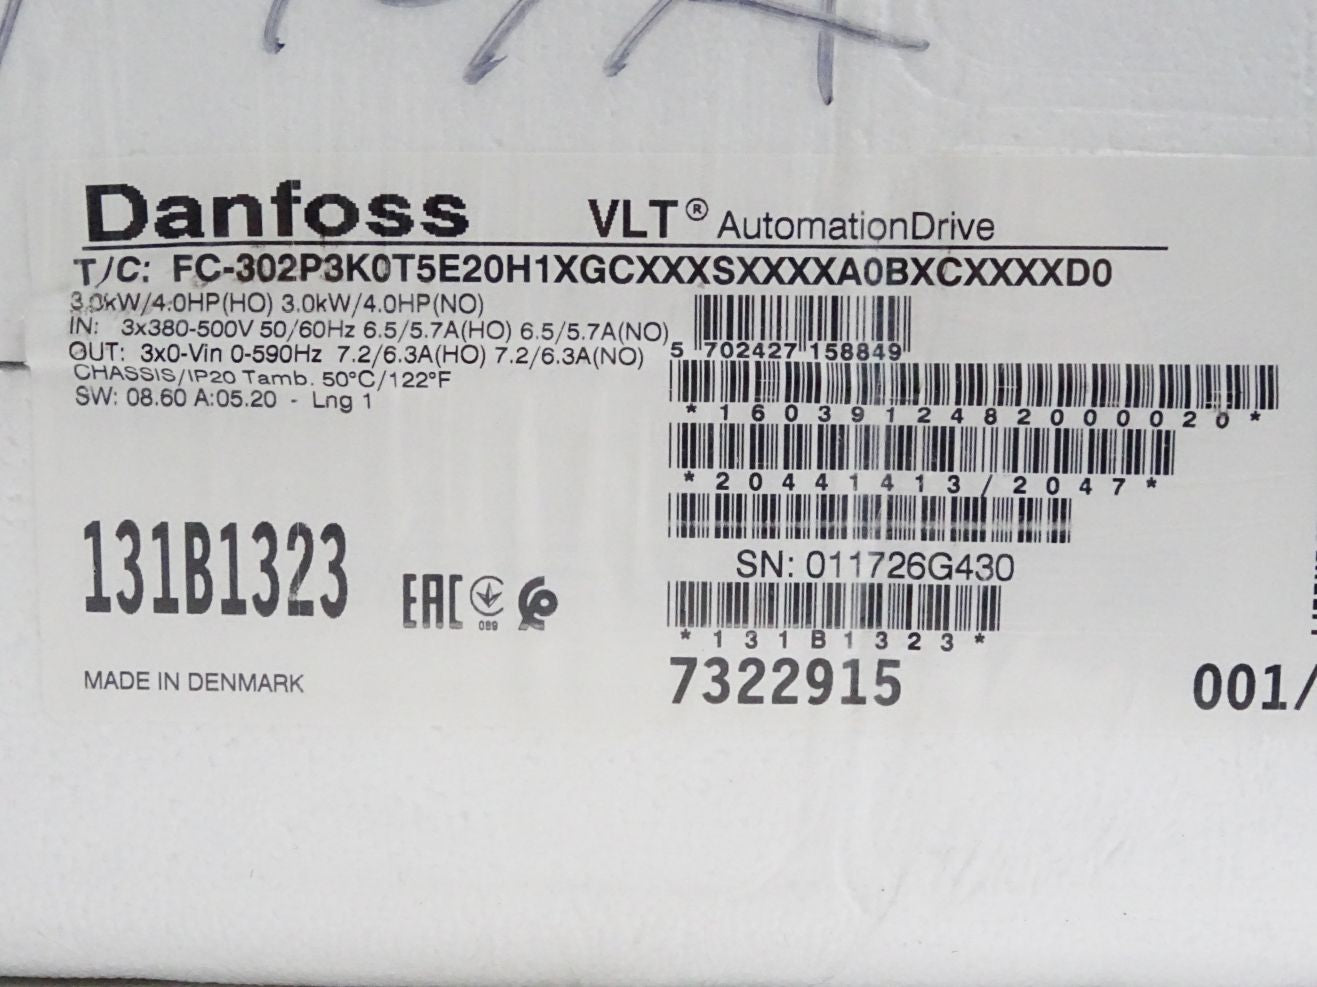 Danfoss VLT® AutomationDrive
T/C: FC-302P3K0T5E20H1XGCXXXSXXXXA0BXCXXXXD0
3.0kW/4.0HP(HO) 3.0kW/4.0HP(NO)
IN: 3x380-500V 50/60Hz 6.5/5.7A(HO) 6.5/5.7A(NO)
OUT: 3x0-Vin 0-590Hz 7.2/6.3A(HO) 7.2/6.3A(NO)
CHASSIS/IP20 Tamb. 50°C/122°F
SW: 08.60 A:05.20 - Lng 1
5 702427 158849
*1603912482000020*
*20441413/2047*
SN: 011726G430
131B1323
EAC
089
*131B1323*
MADE IN DENMARK
7322915
001/